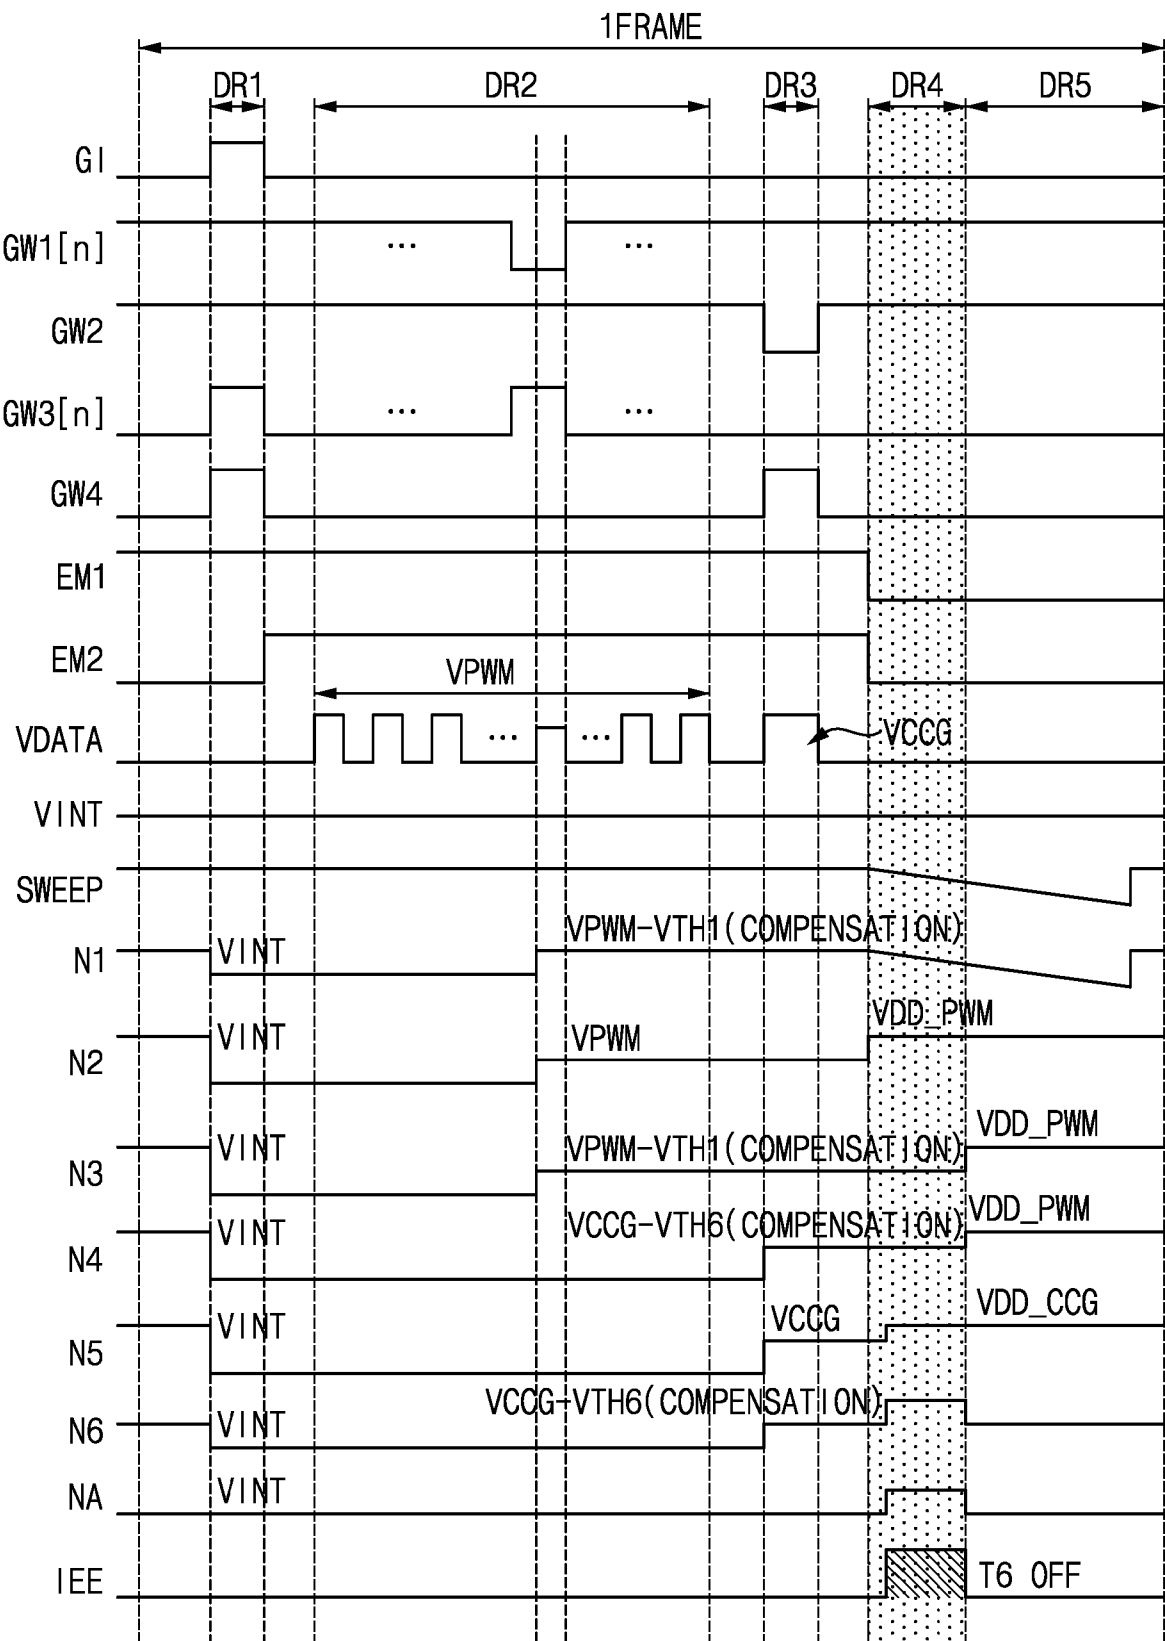 1FRAME
DR1 DR2 DR3 DR4 DR5
GI
GW1[n] ... ...
GW2
GW3[n] ... ...
GW4
EM1
EM2
VPWM
VDATA ... ... VCCG
VINT
SWEEP
N1 VINT VPWM-VTH1(COMPENSATION)
N2 VINT VPWM VDD_PWM
N3 VINT VPWM-VTH1(COMPENSATION) VDD_PWM
N4 VINT VCCG-VTH6(COMPENSATION) VDD_PWM
N5 VINT VCCG VDD_CCG
N6 VINT VCCG-VTH6(COMPENSATION)
NA VINT
IEE T6 OFF